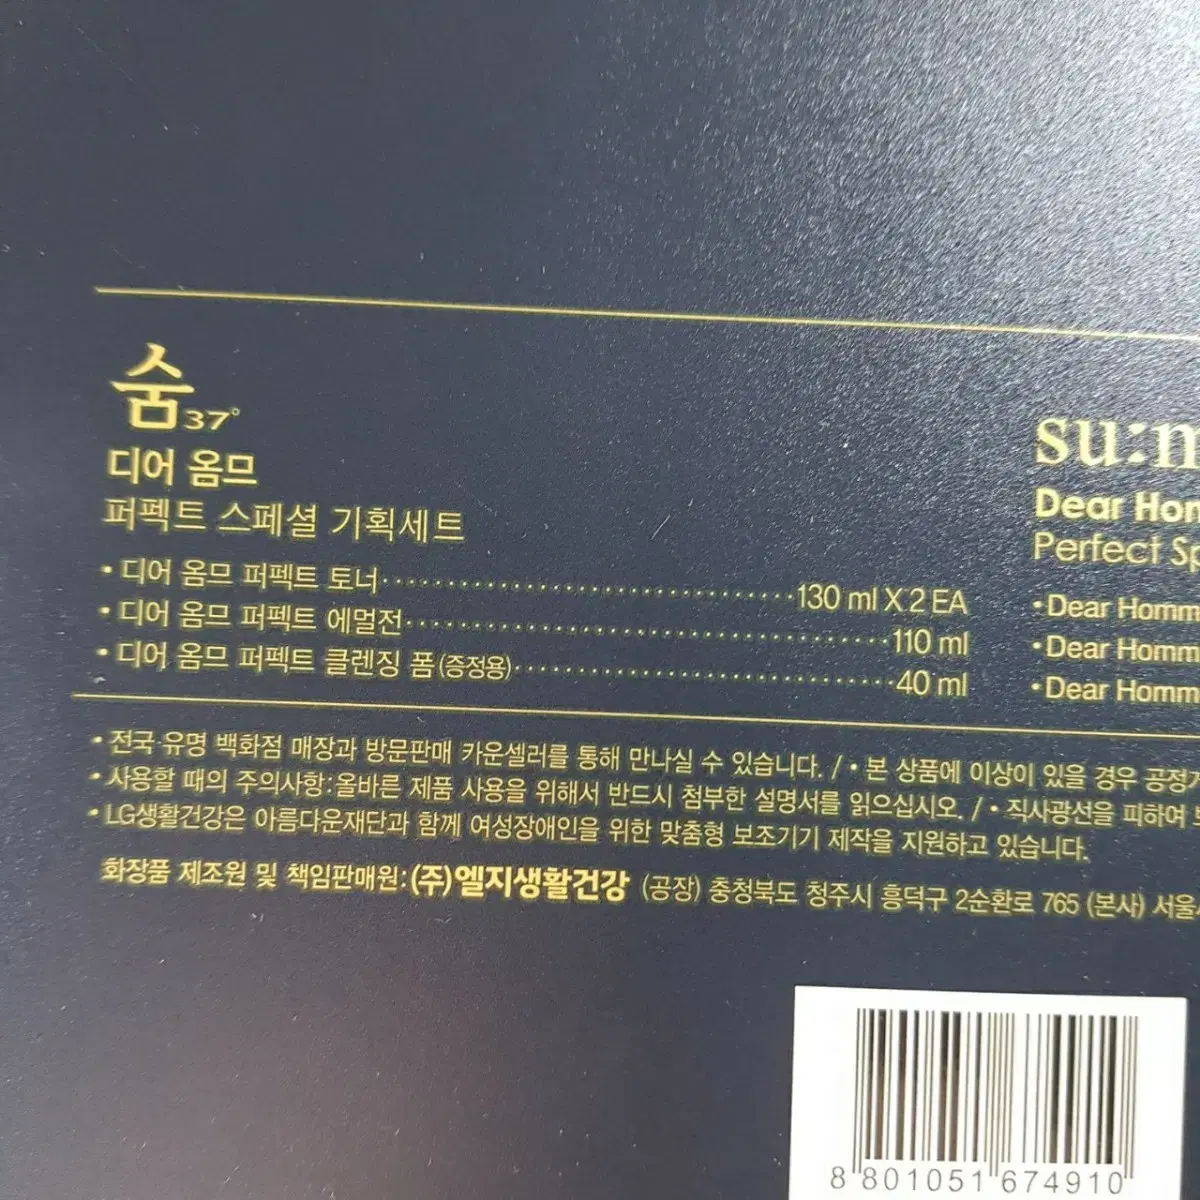 숨37°
디어 옴므
퍼펙트 스페셜 기획세트
• 디어 옴므 퍼펙트 토너 130 ml X 2 EA
• 디어 옴므 퍼펙트 에멀전 110 ml
• 디어 옴므 퍼펙트 클렌징 폼(증정용) 40 ml
su:m
Dear Hom
Perfect Sp
• Dear Homm
• Dear Homm
• Dear Homm
• 전국 유명 백화점 매장과 방문판매 카운셀러를 통해 만나실 수 있습니다. / • 본 상품에 이상이 있을 경우 공정
• 사용할 때의 주의사항:올바른 제품 사용을 위해서 반드시 첨부한 설명서를 읽으십시오. / • 직사광선을 피하여
• LG생활건강은 아름다운재단과 함께 여성장애인을 위한 맞춤형 보조기기 제작을 지원하고 있습니다.
화장품 제조원 및 책임판매원:(주)엘지생활건강 (공장) 충청북도 청주시 흥덕구 2순환로 765 (본사) 서울
8 801051 674910